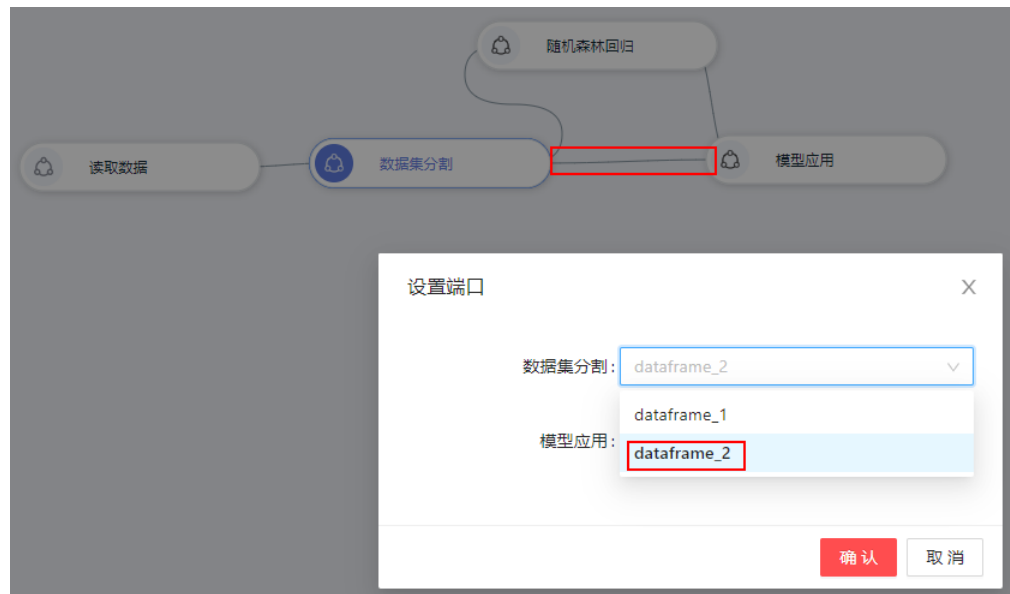 随机森林回归
读取数据
数据集分割
模型应用
设置端口
X
数据集分割:
dataframe_2
dataframe_1
模型应用:
dataframe_2
确 认
取 消